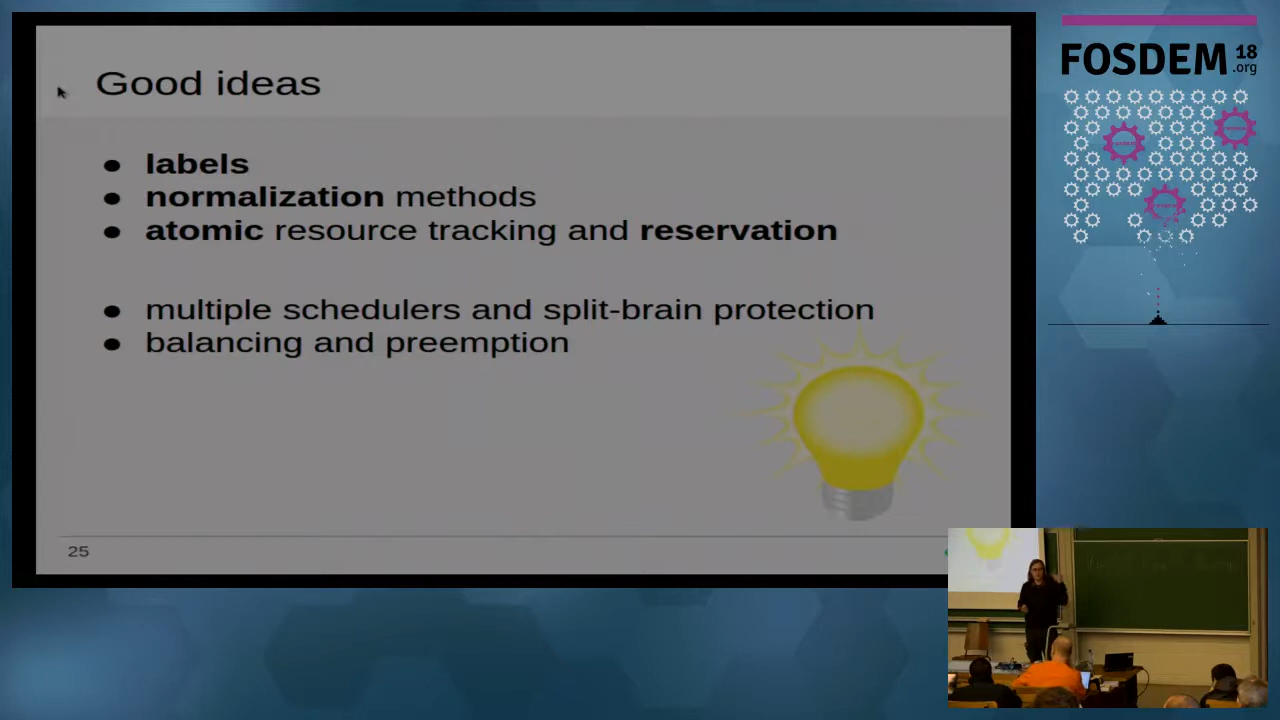 Good ideas
labels
normalization methods
atomic resource tracking and reservation
multiple schedulers and split-brain protection
balancing and preemption
25
FOSDEM 18
.org